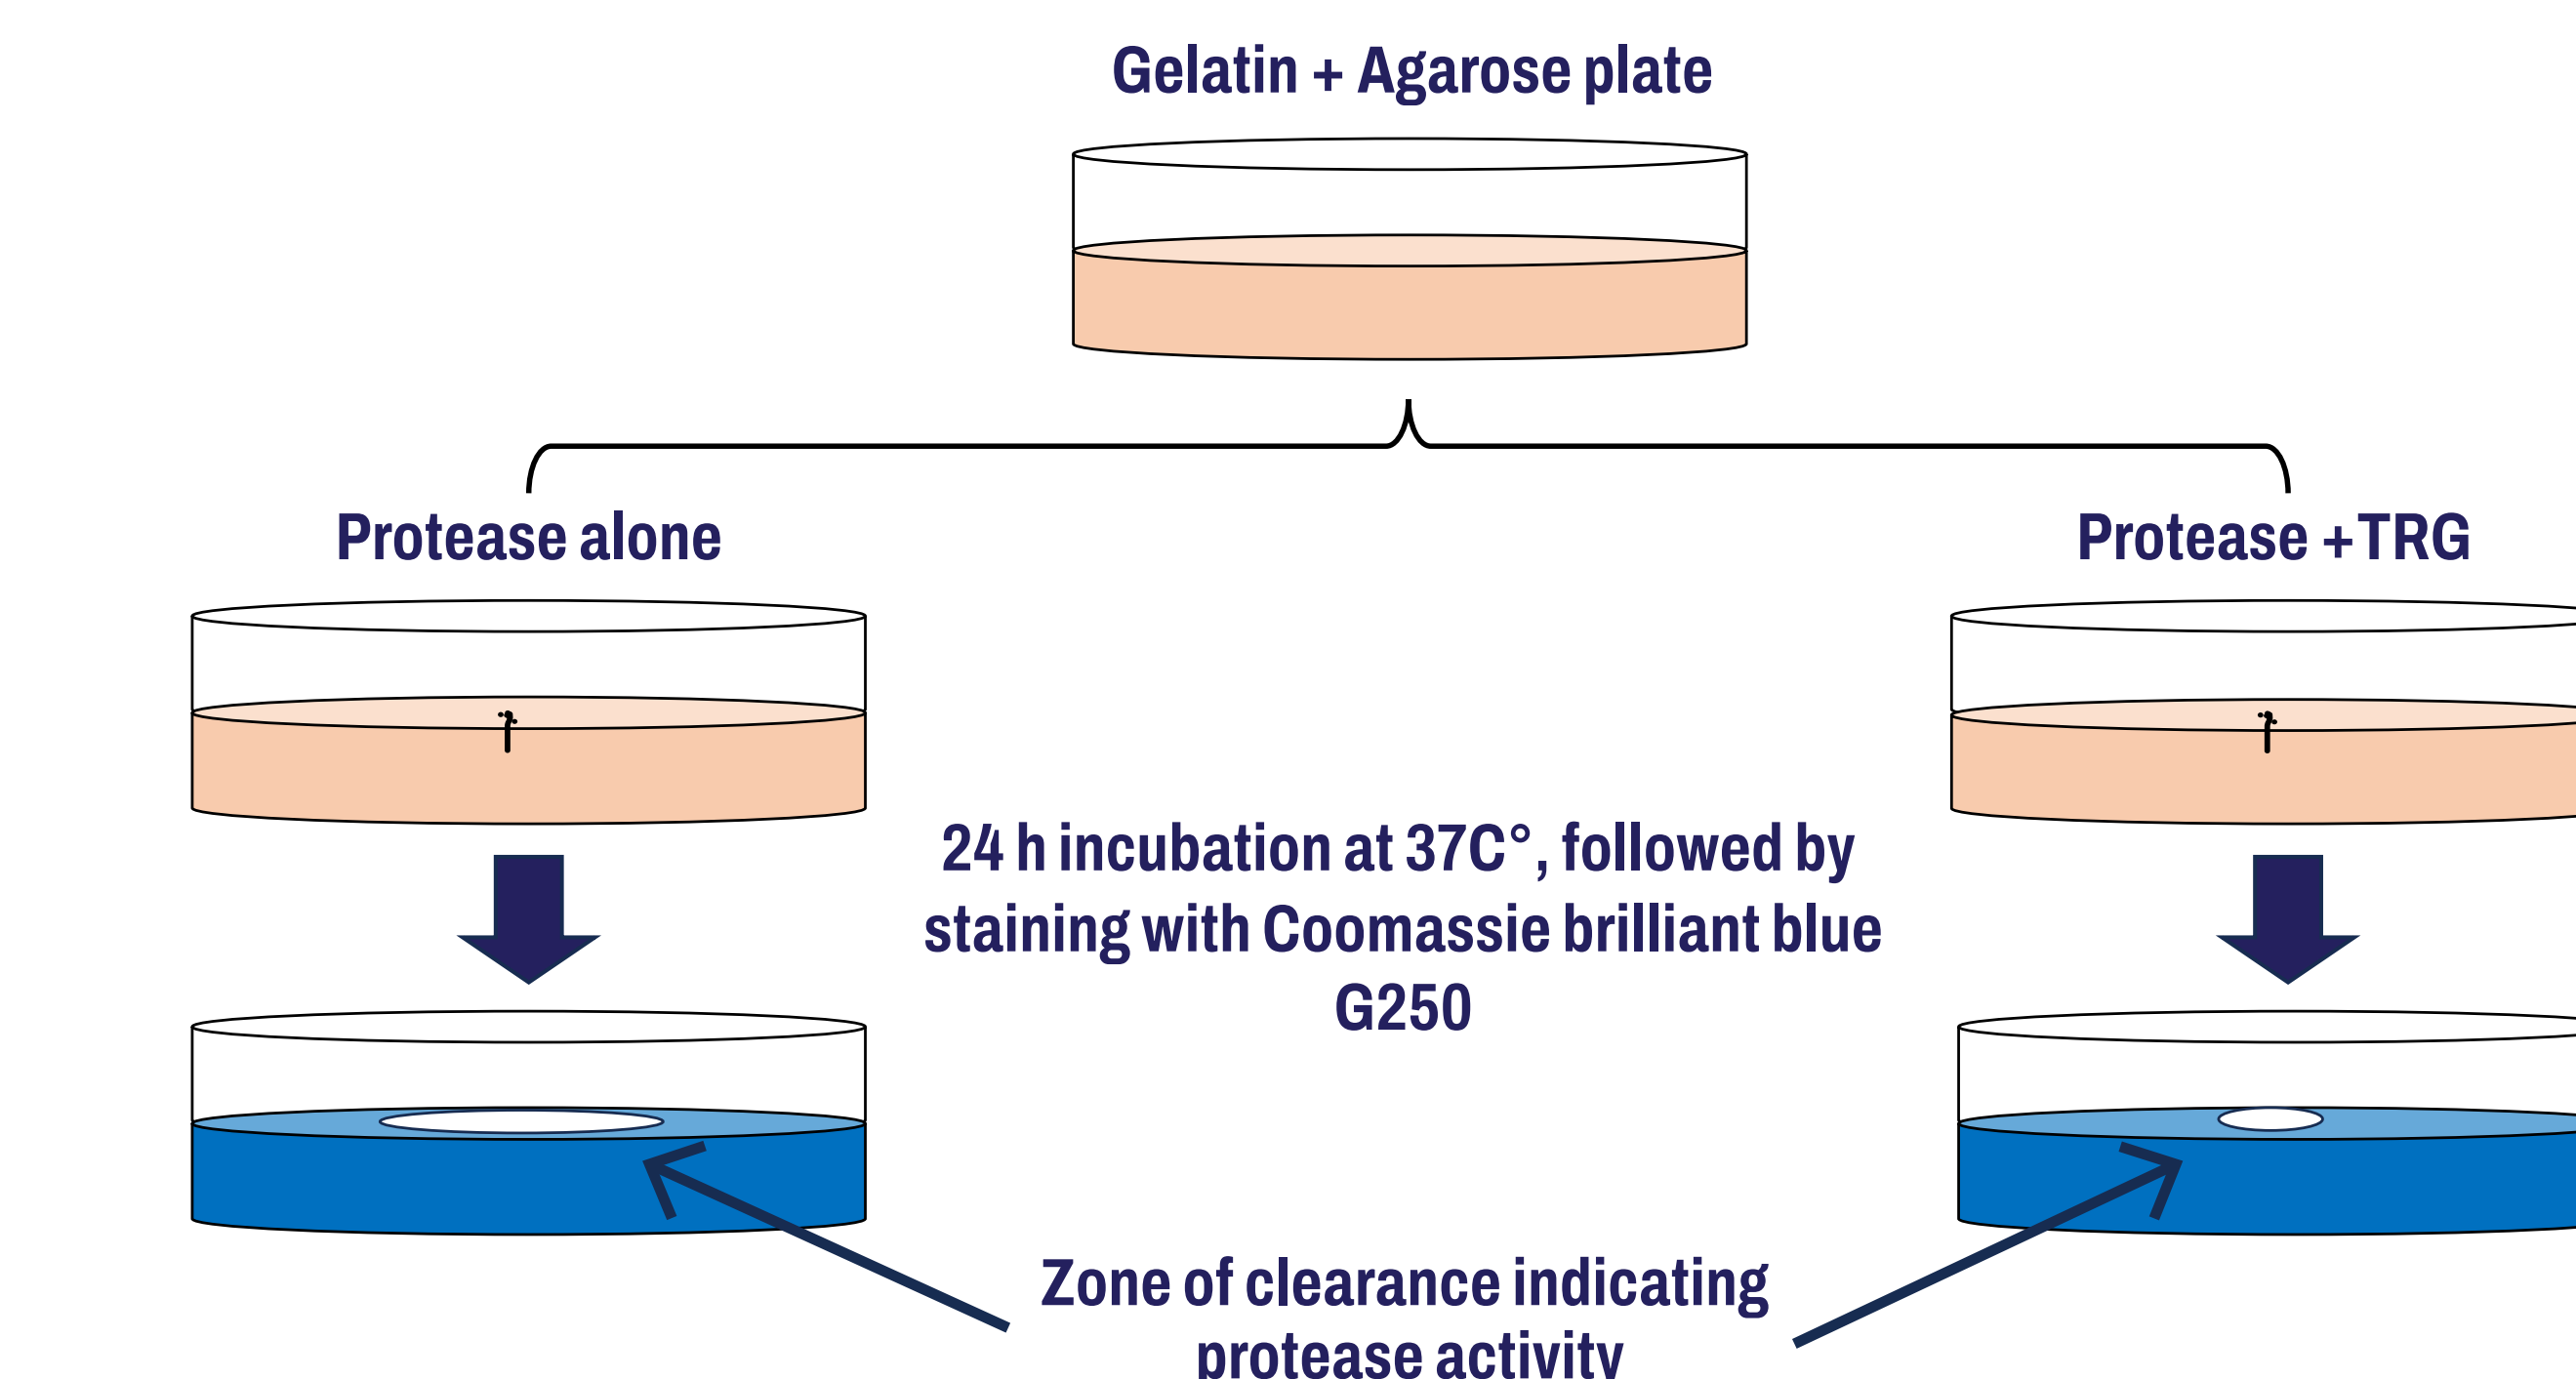 Gelatin + Agarose plate
Protease alone
Protease +TRG
24 h incubation at 37C°, followed by
staining with Coomassie brilliant blue
G250
Zone of clearance indicating
protease activity